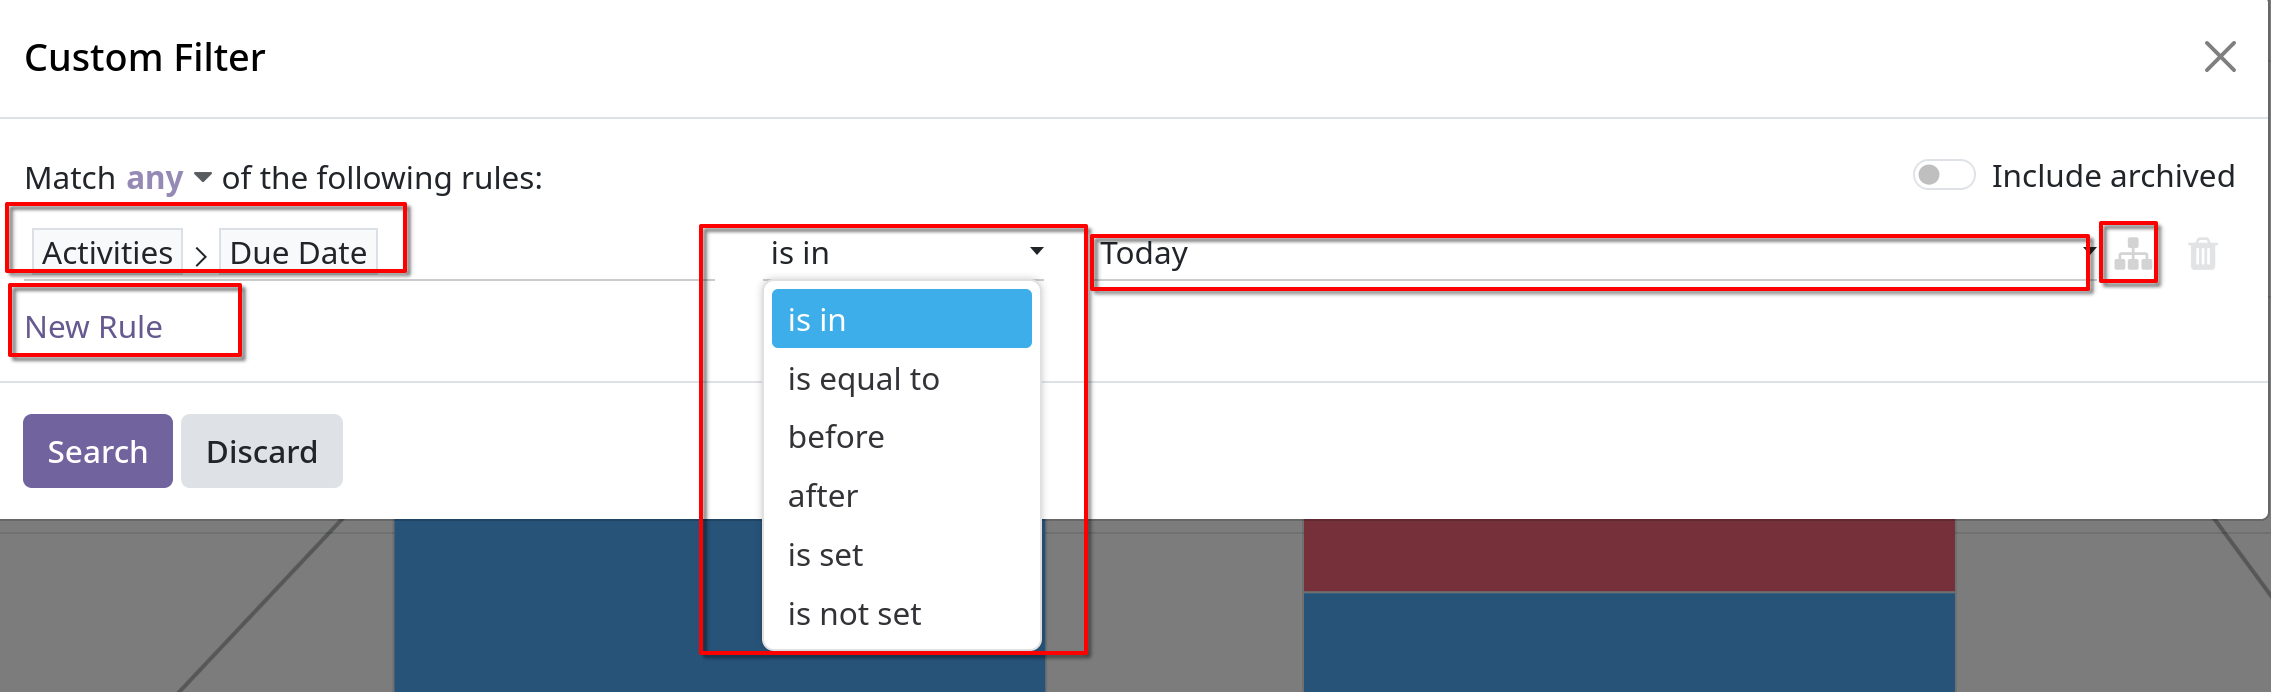 Custom Filter
Match any of the following rules:
Include archived
Activities > Due Date
is in
Today
New Rule
is in
is equal to
before
after
is set
is not set
Search
Discard